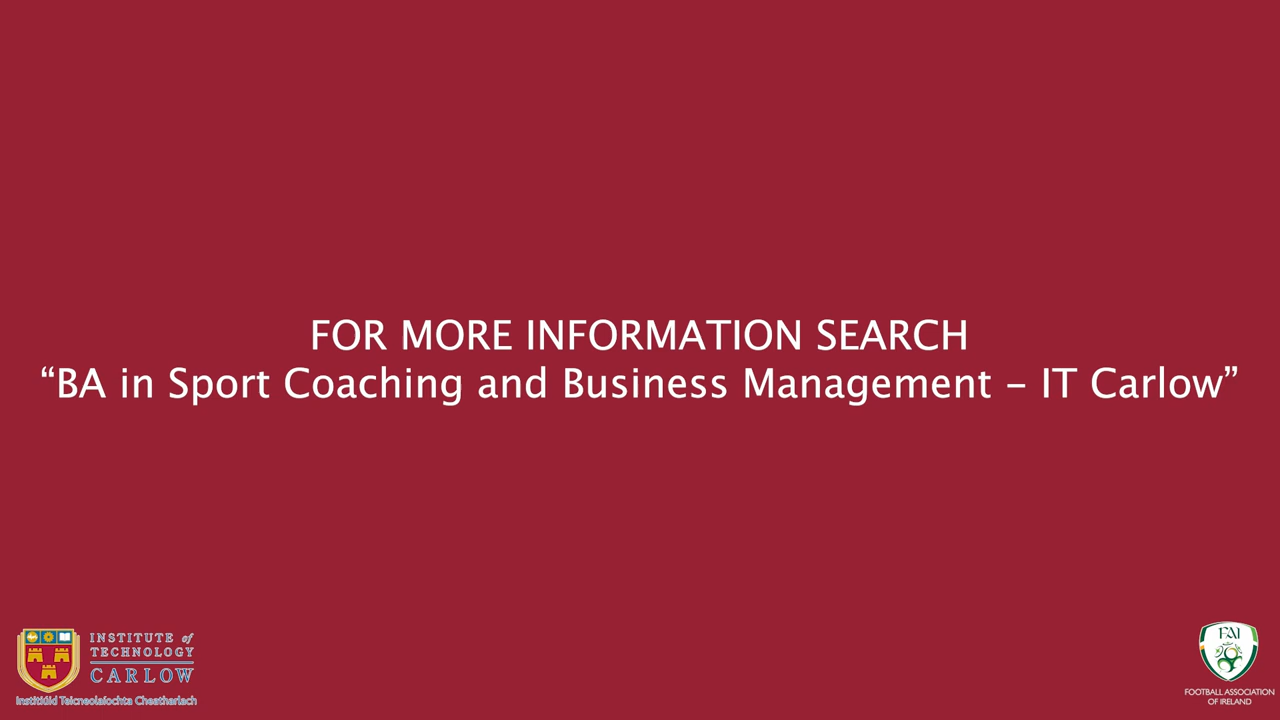 FOR MORE INFORMATION SEARCH
“BA in Sport Coaching and Business Management – IT Carlow”
INSTITUTE of
TECHNOLOGY
CARLOW
Institiúid Teicneolaíochta Cheatharlach
FAI
FOOTBALL ASSOCIATION
OF IRELAND